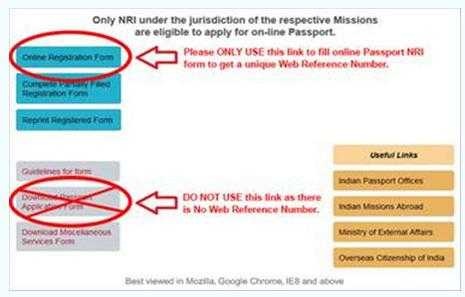 Only NRI under the jurisdiction of the respective Missions
are eligible to apply for on-line Passport.
Online Registration Form
Please ONLY USE this link to fill online Passport NRI
form to get a unique Web Reference Number.
Complete Partially Filled
Registration Form
Reprint Registered Form
Guidelines for form
Download Passport
Application Form
DO NOT USE this link as there
is No Web Reference Number.
Download Miscellaneous
Services Form
Useful Links
Indian Passport Offices
Indian Missions Abroad
Ministry of External Affairs
Overseas Citizenship of India
Best viewed in Mozilla, Google Chrome, IE8 and above